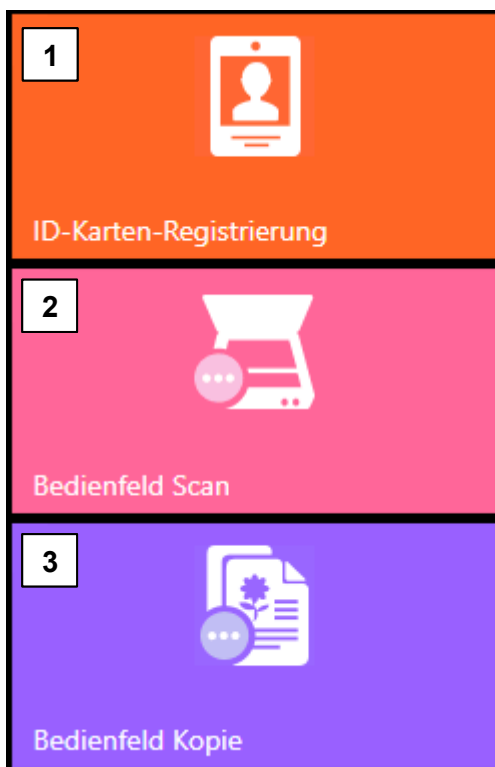 1
ID-Karten-Registrierung
2
Bedienfeld Scan
3
Bedienfeld Kopie